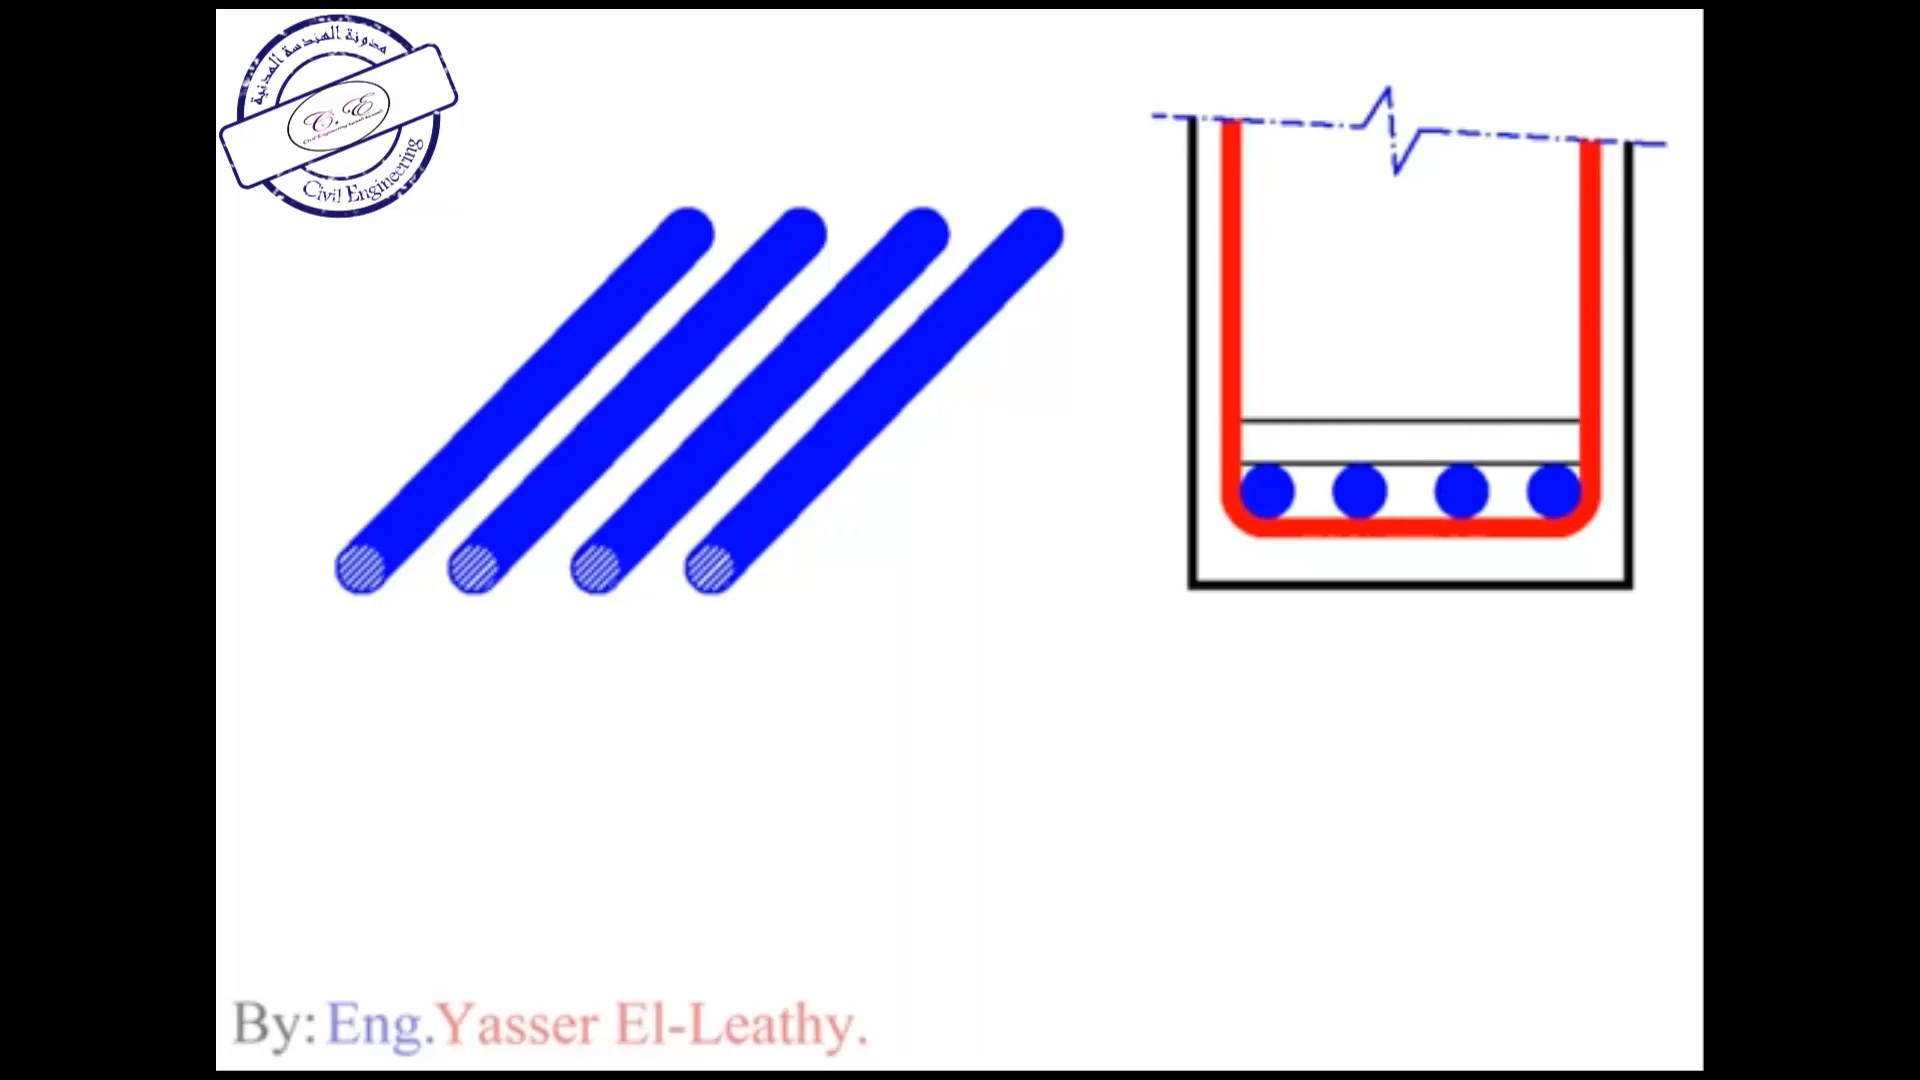 مدونة الهندسة المدنية
C.E
Civil Engineering
By: Eng.Yasser El-Leathy.